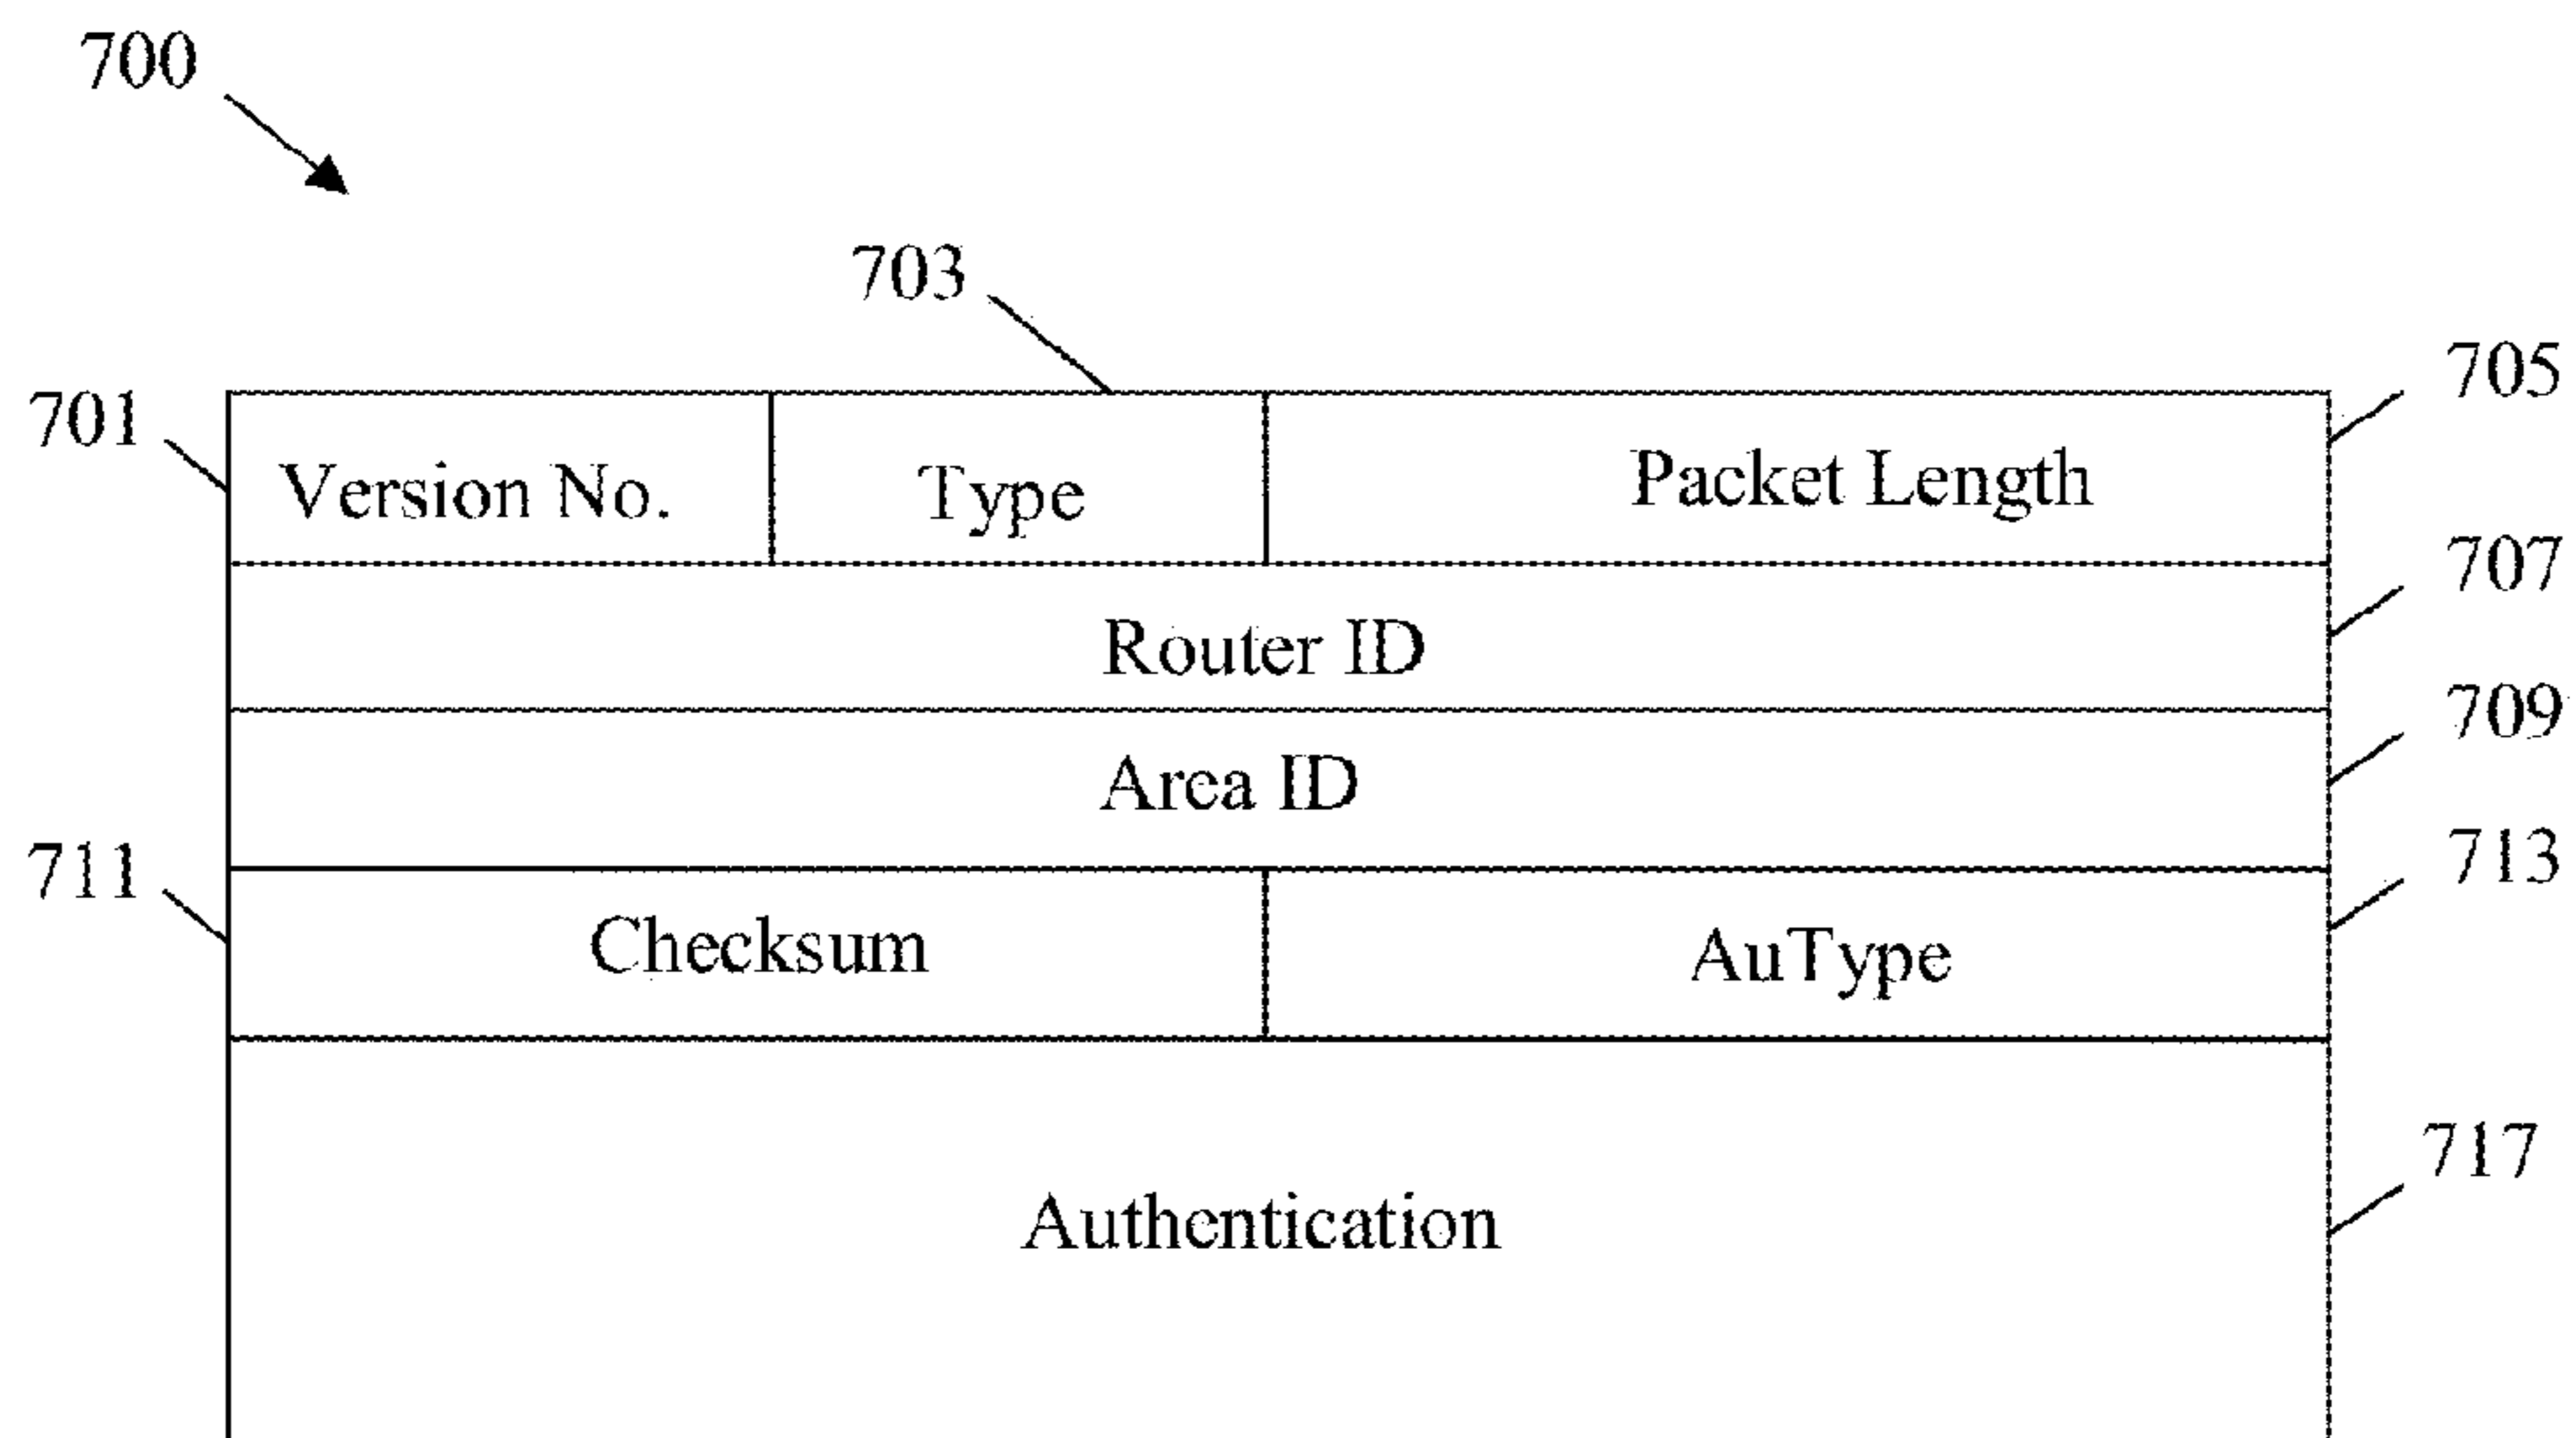 700
703
705
701
Version No.
Type
Packet Length
707
Router ID
709
Area ID
711
713
Checksum
AuType
717
Authentication